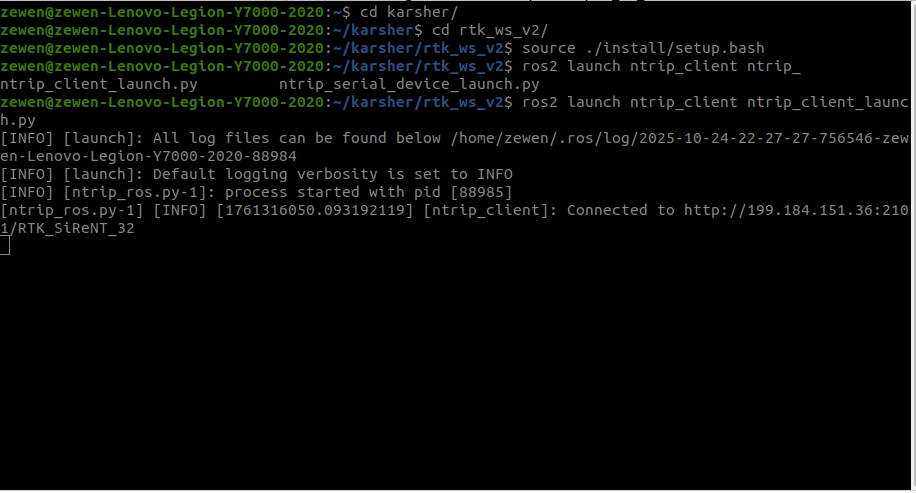 zewen@zewen-Lenovo-Legion-Y7000-2020:~$ cd karsher/
zewen@zewen-Lenovo-Legion-Y7000-2020:~/karsher$ cd rtk_ws_v2/
zewen@zewen-Lenovo-Legion-Y7000-2020:~/karsher/rtk_ws_v2$ source ./install/setup.bash
zewen@zewen-Lenovo-Legion-Y7000-2020:~/karsher/rtk_ws_v2$ ros2 launch ntrip_client ntrip_
ntrip_client_launch.py         ntrip_serial_device_launch.py
zewen@zewen-Lenovo-Legion-Y7000-2020:~/karsher/rtk_ws_v2$ ros2 launch ntrip_client ntrip_client_launc
h.py
[INFO] [launch]: All log files can be found below /home/zewen/.ros/log/2025-10-24-22-27-27-756546-zew
en-Lenovo-Legion-Y7000-2020-88984
[INFO] [launch]: Default logging verbosity is set to INFO
[INFO] [ntrip_ros.py-1]: process started with pid [88985]
[ntrip_ros.py-1] [INFO] [1761316050.093192119] [ntrip_client]: Connected to http://199.184.151.36:210
1/RTK_SiReNT_32